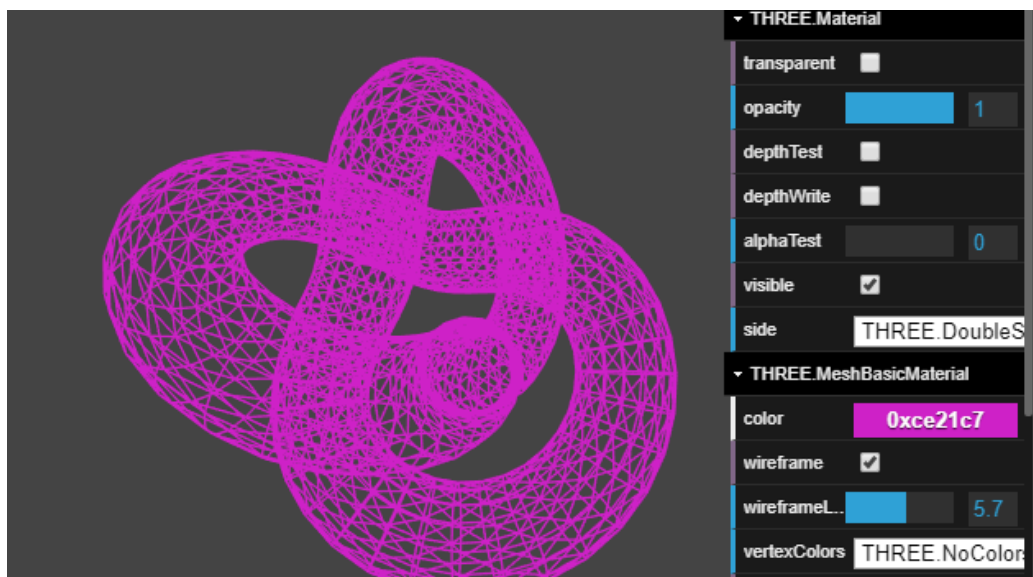 THREE.Material
transparent
opacity 1
depthTest
depthWrite
alphaTest 0
visible
side THREE.DoubleS
THREE.MeshBasicMaterial
color 0xce21c7
wireframe
wireframeL.. 5.7
vertexColors THREE.NoColors